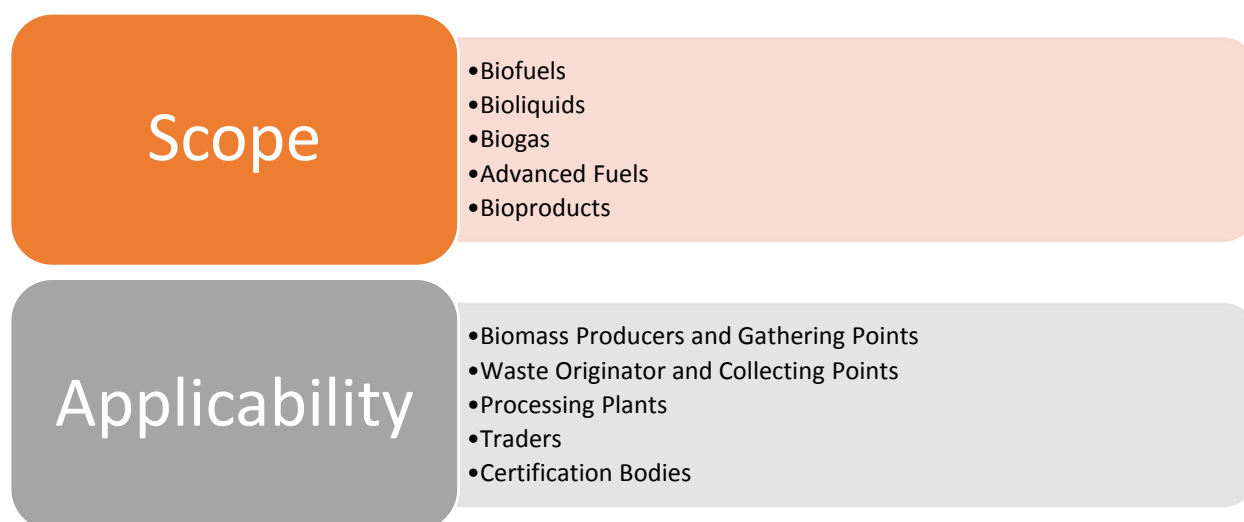 Scope
•Biofuels
•Bioliquids
•Biogas
•Advanced Fuels
•Bioproducts
Applicability
•Biomass Producers and Gathering Points
•Waste Originator and Collecting Points
•Processing Plants
•Traders
•Certification Bodies